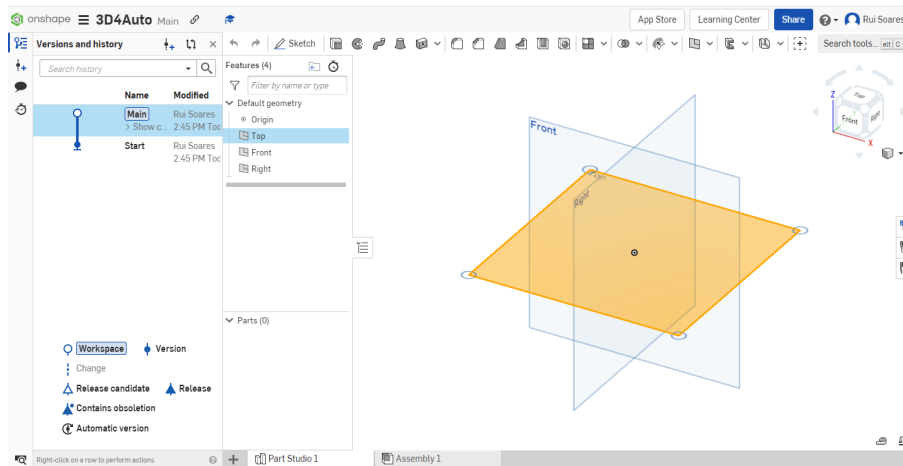 onshape 3D4Auto Main
App Store
Learning Center
Share
Rui Soares
Versions and history
Sketch
Search tools... alt C
Search history
Features (4)
Filter by name or type
Default geometry
Origin
Top
Front
Right
Name Modified
Main Rui Soares
> Show c... 2:45 PM Toc
Start Rui Soares
2:45 PM Toc
Front
Top
Right
Z
Top
Front
Right
X
Parts (0)
Workspace Version
Change
Release candidate Release
Contains obsoletion
Automatic version
Right-click on a row to perform actions
Part Studio 1
Assembly 1